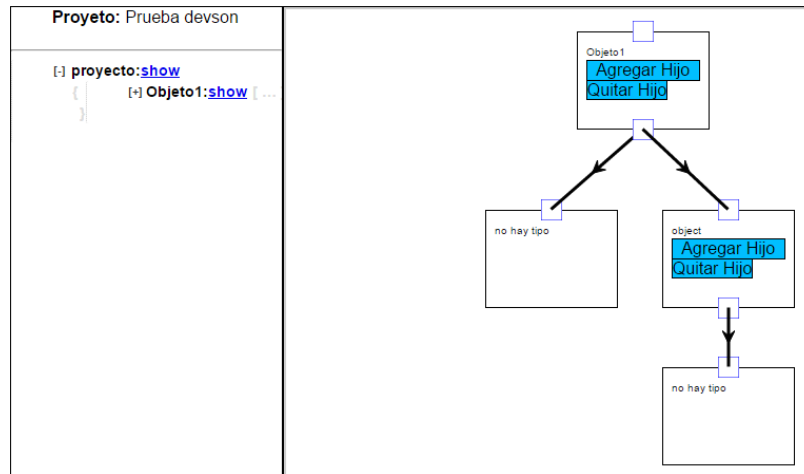 Proyeto: Prueba devson
[-] proyecto:show
{ [+] Objeto1:show [ ...
}
Objeto1
Agregar Hijo
Quitar Hijo
no hay tipo
object
Agregar Hijo
Quitar Hijo
no hay tipo